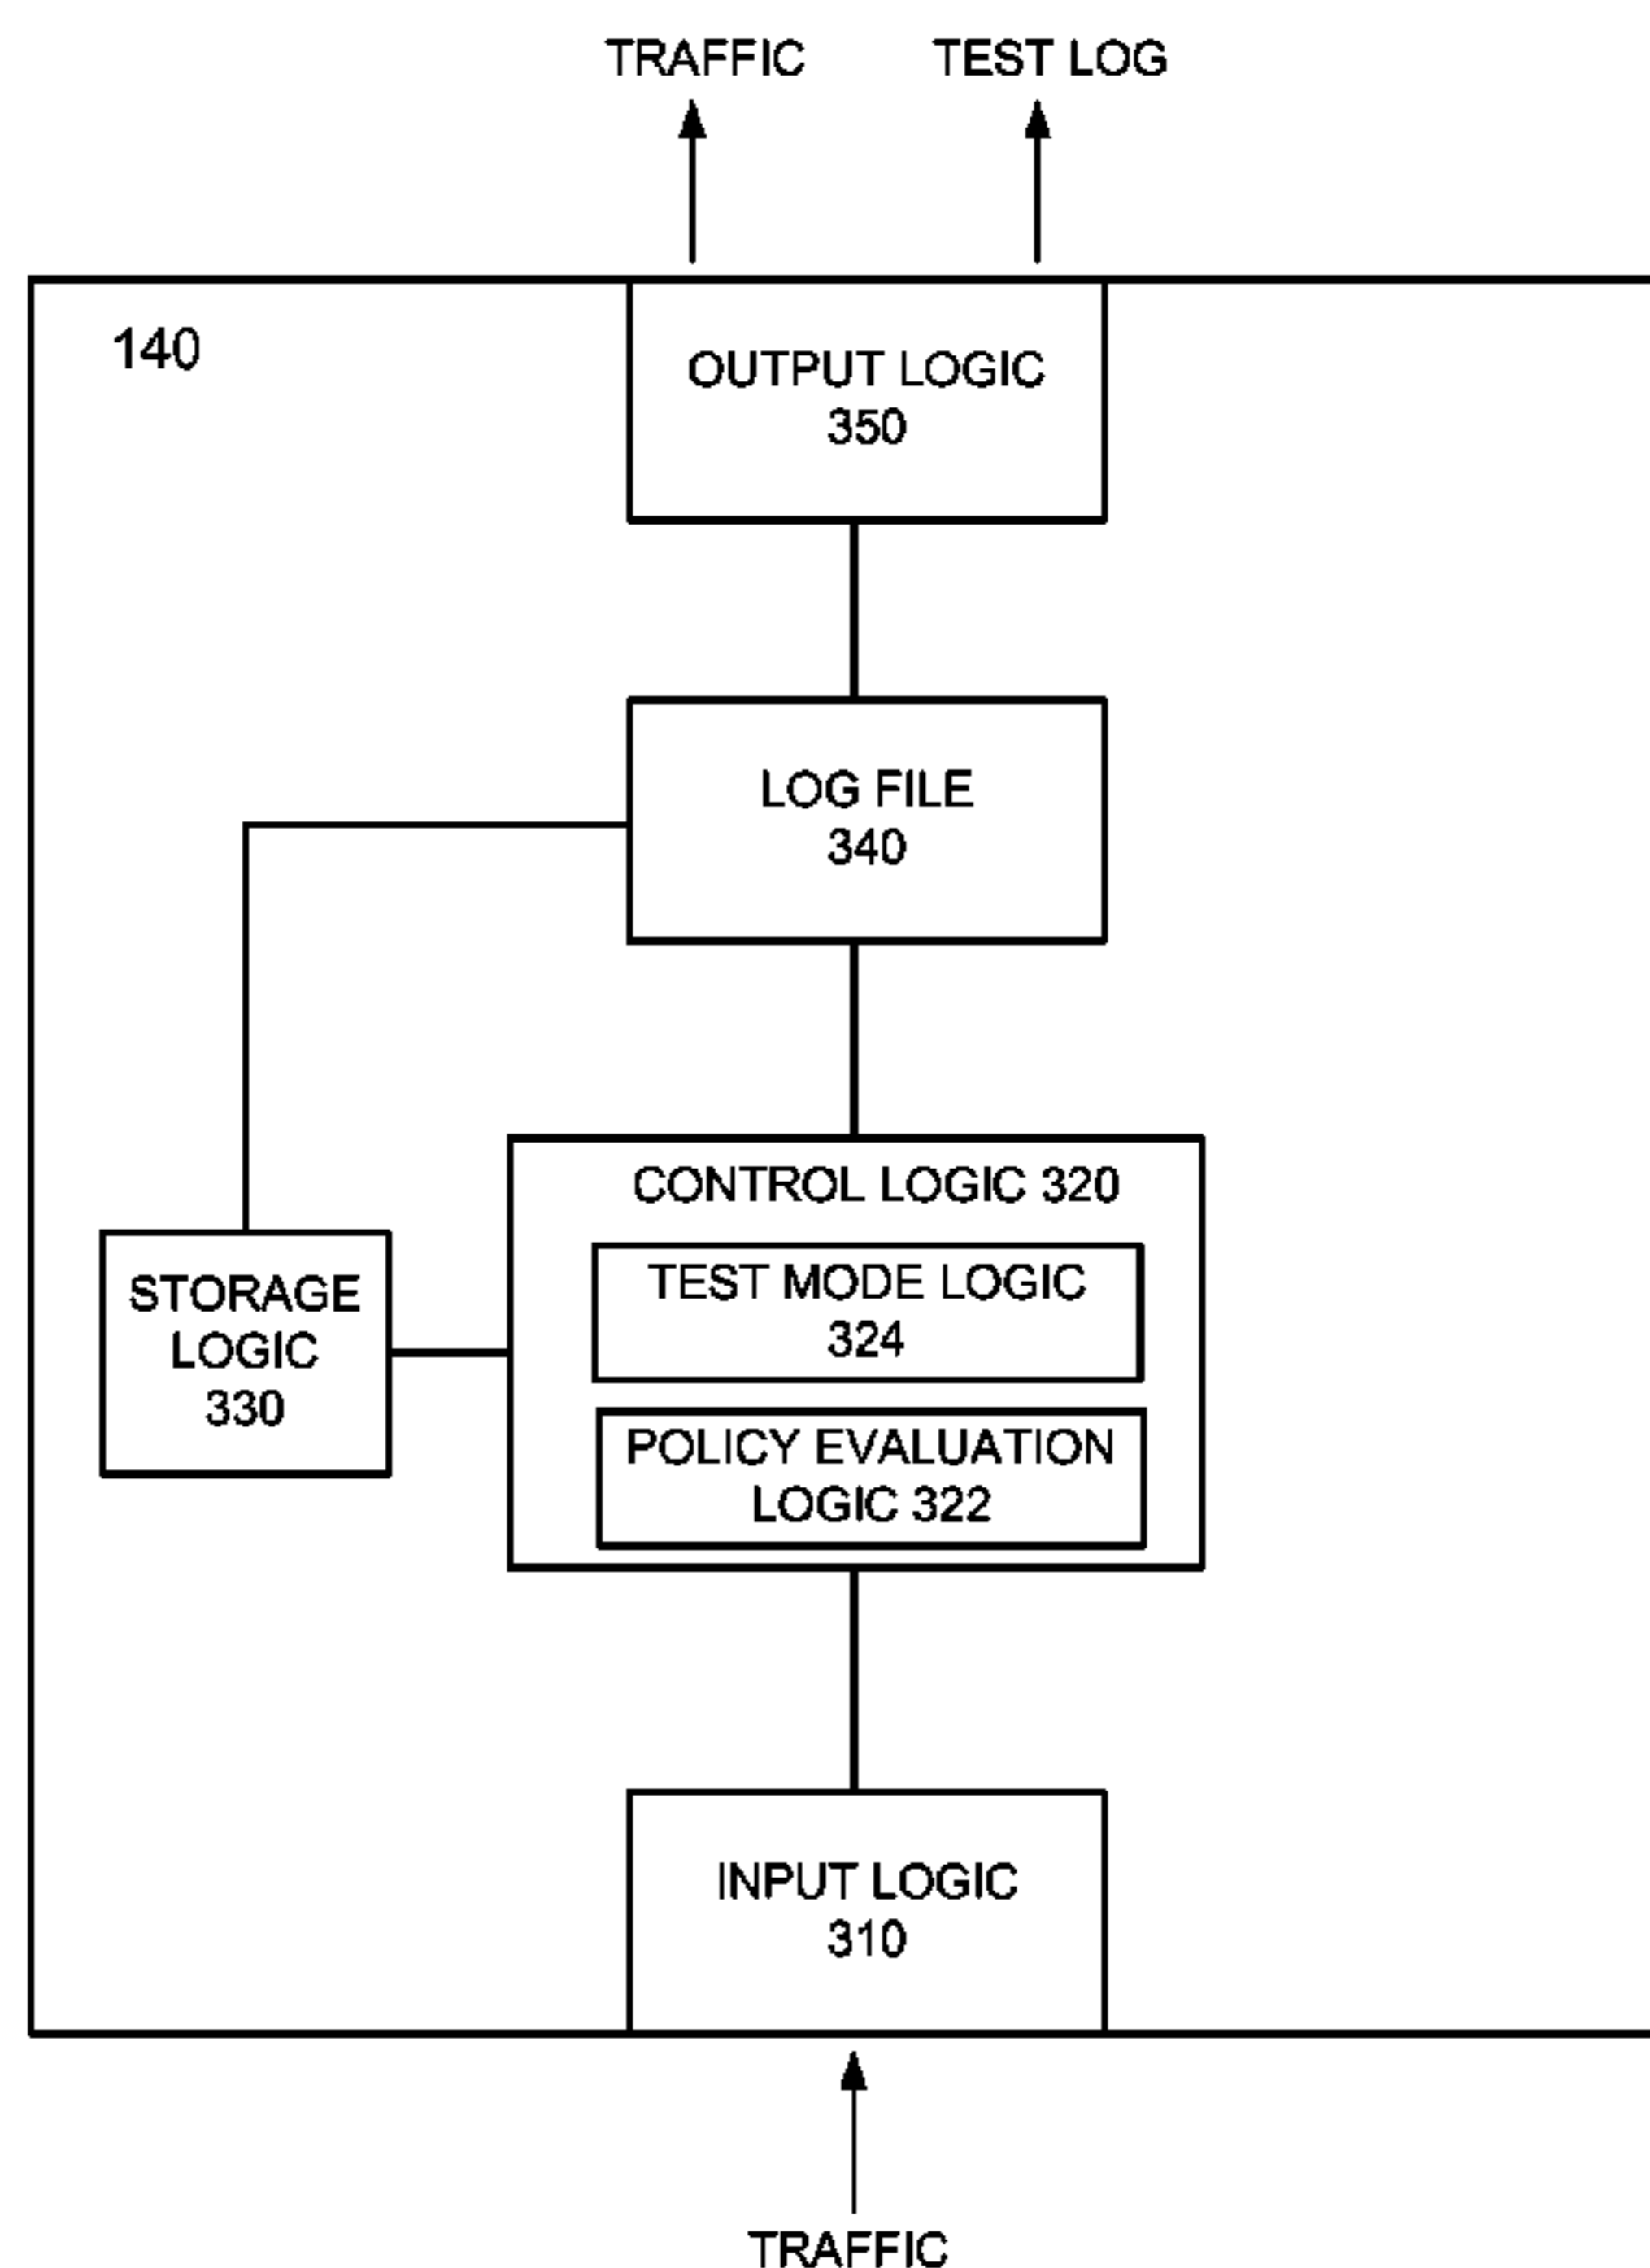 TRAFFIC
TEST LOG
140
OUTPUT LOGIC
350
LOG FILE
340
CONTROL LOGIC 320
TEST MODE LOGIC
324
STORAGE
LOGIC
330
POLICY EVALUATION
LOGIC 322
INPUT LOGIC
310
TRAFFIC